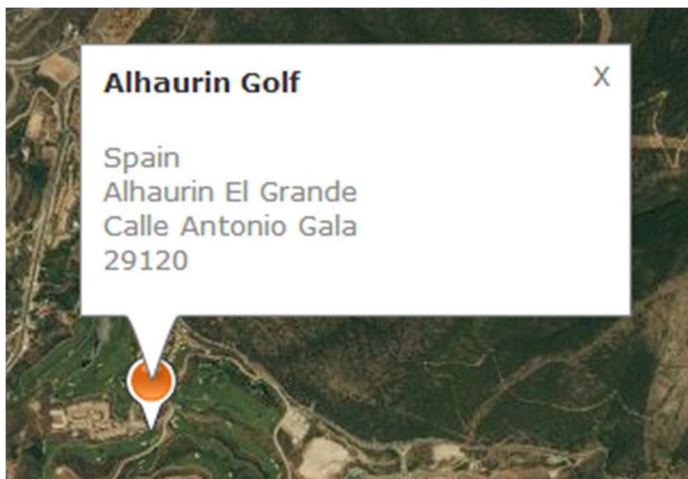 Alhaurin Golf
X
Spain
Alhaurin El Grande
Calle Antonio Gala
29120